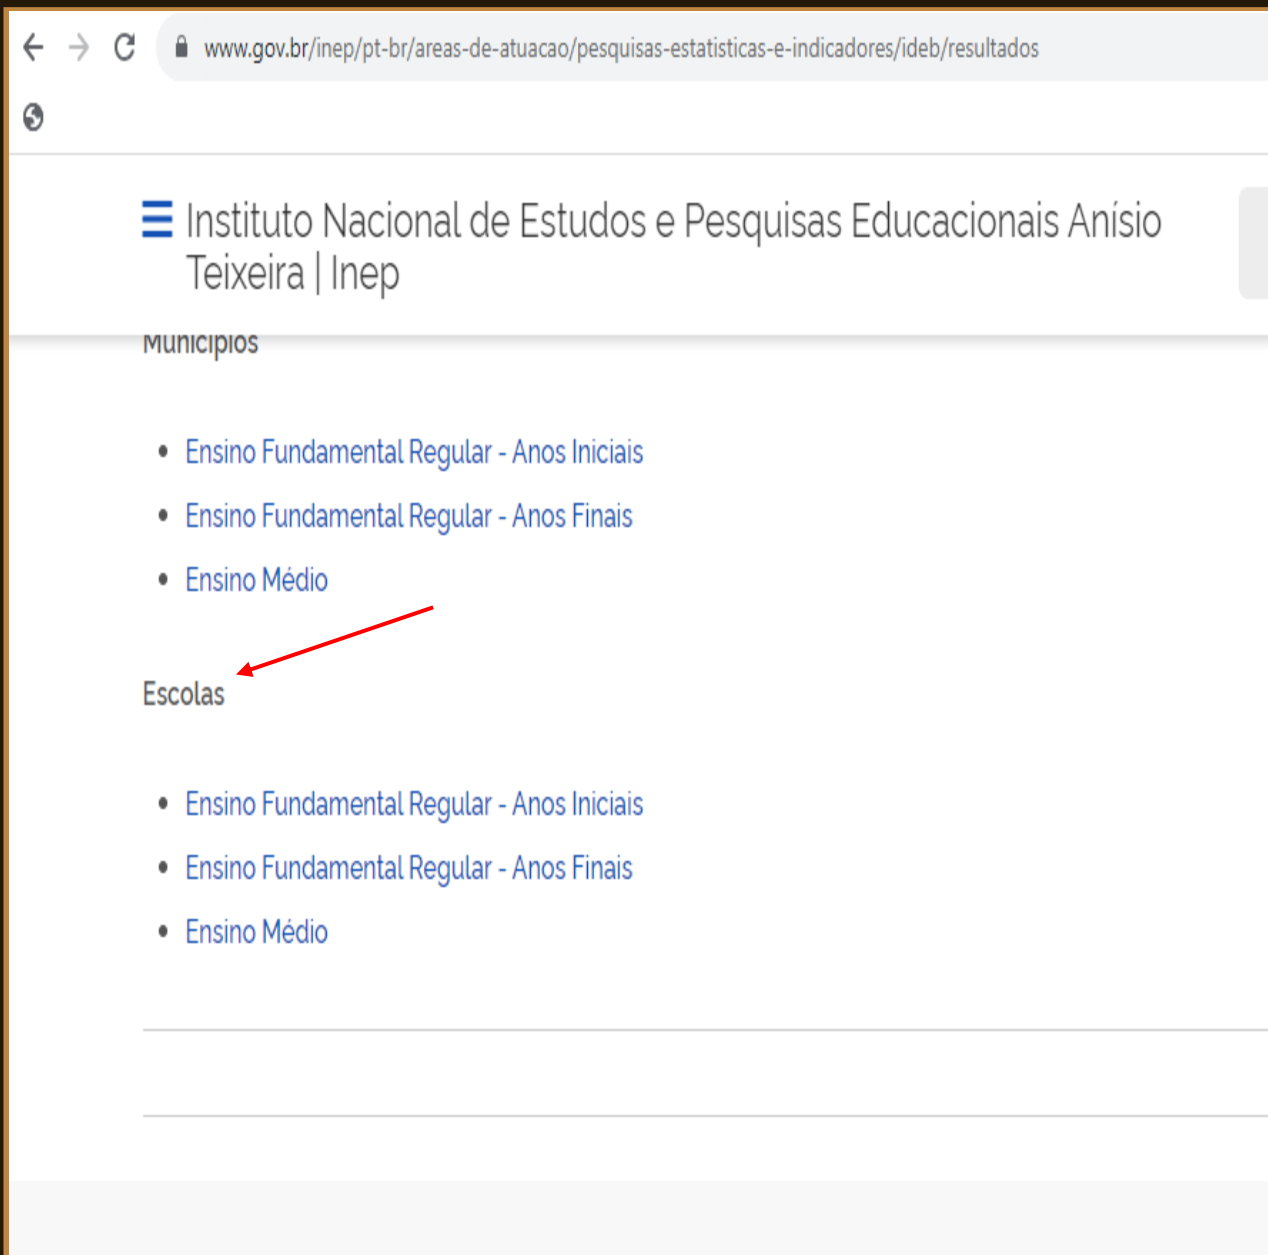 www.gov.br/inep/pt-br/areas-de-atuacao/pesquisas-estatisticas-e-indicadores/ideb/resultados
Instituto Nacional de Estudos e Pesquisas Educacionais Anísio
Teixeira | Inep
Municípios
Ensino Fundamental Regular - Anos Iniciais
Ensino Fundamental Regular - Anos Finais
Ensino Médio
Escolas
Ensino Fundamental Regular - Anos Iniciais
Ensino Fundamental Regular - Anos Finais
Ensino Médio